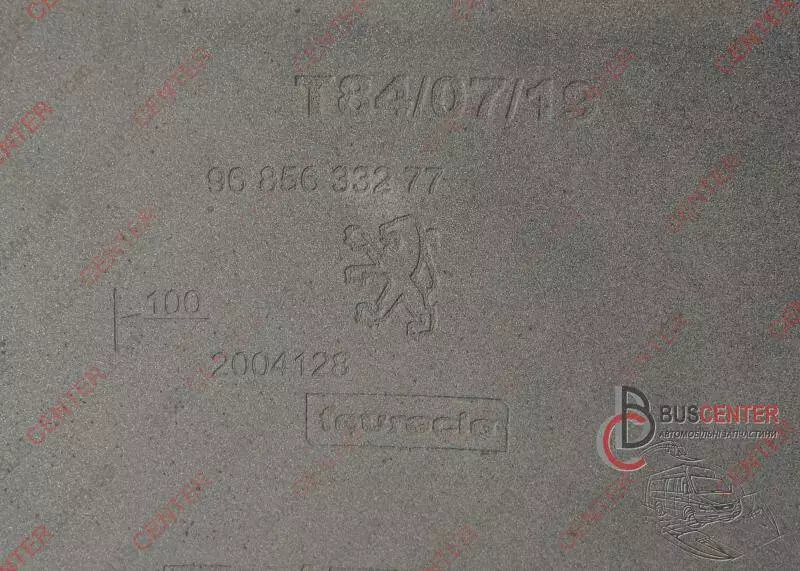 T84/07/19
96 856 332 77
100
2004128
faurecia
BUSCENTER
АВТОМОБІЛЬНІ ЗАПЧАСТИНИ